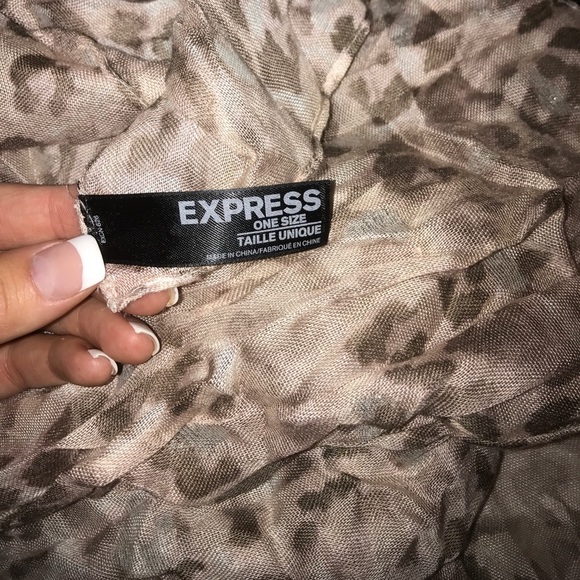 EXPRESS
ONE SIZE
TAILLE UNIQUE
MADE IN CHINA/FABRIQUÉ EN CHINE